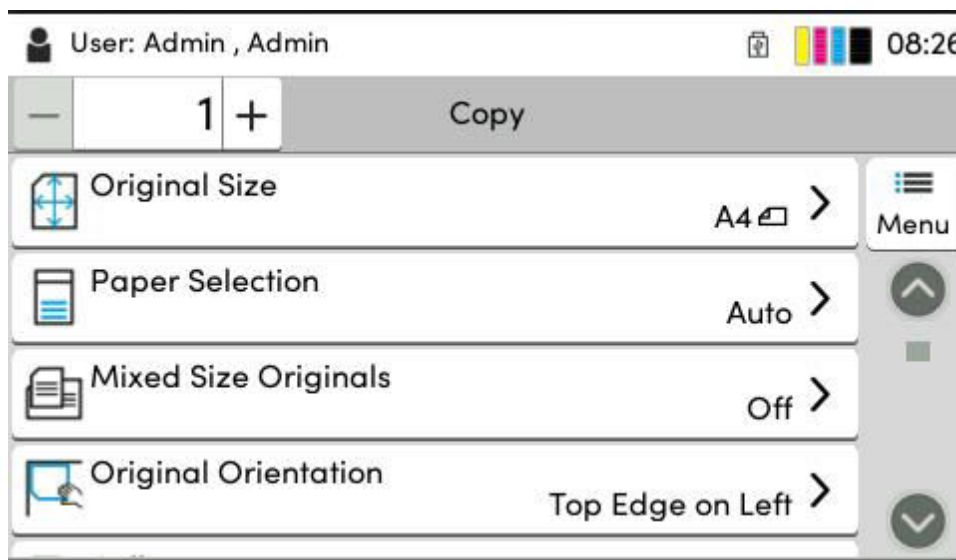 User: Admin , Admin 08:26
1 + Copy
Original Size
A4
Menu
Paper Selection
Auto
Mixed Size Originals
Off
Original Orientation
Top Edge on Left